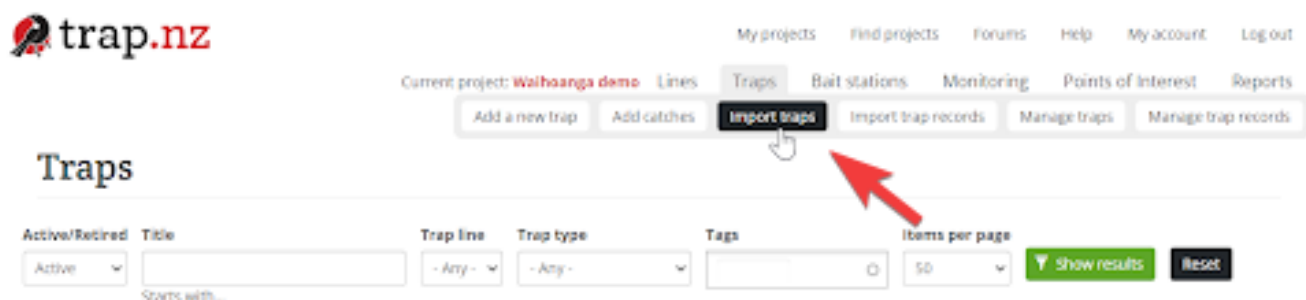 trap.nz
My projects Find projects Forums Help My account Log out
Current project: Waihoanga demo Lines Traps Bait stations Monitoring Points of Interest Reports
Add a new trap Add catches Import traps Import trap records Manage traps Manage trap records
Traps
Active/Retired Title Trap line Trap type Tags Items per page
Active - Any - - Any - 50 Show results Reset
Starts with...